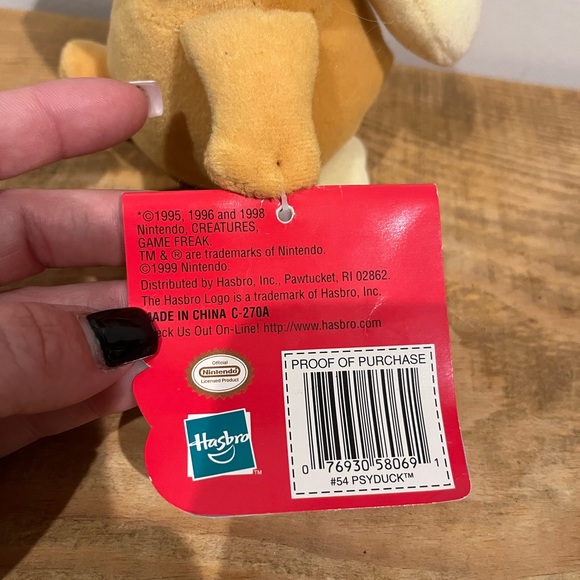 *©1995, 1996 and 1998
Nintendo, CREATURES,
GAME FREAK.
TM & ® are trademarks of Nintendo.
©1999 Nintendo.
Distributed by Hasbro, Inc., Pawtucket, RI 02862.
The Hasbro Logo is a trademark of Hasbro, Inc.
MADE IN CHINA C-270A
eck Us Out On-Line! http://www.hasbro.com
Official
Nintendo
Licensed Product
Hasbro
TM
PROOF OF PURCHASE
0 76930 58069 1
#54 PSYDUCK™